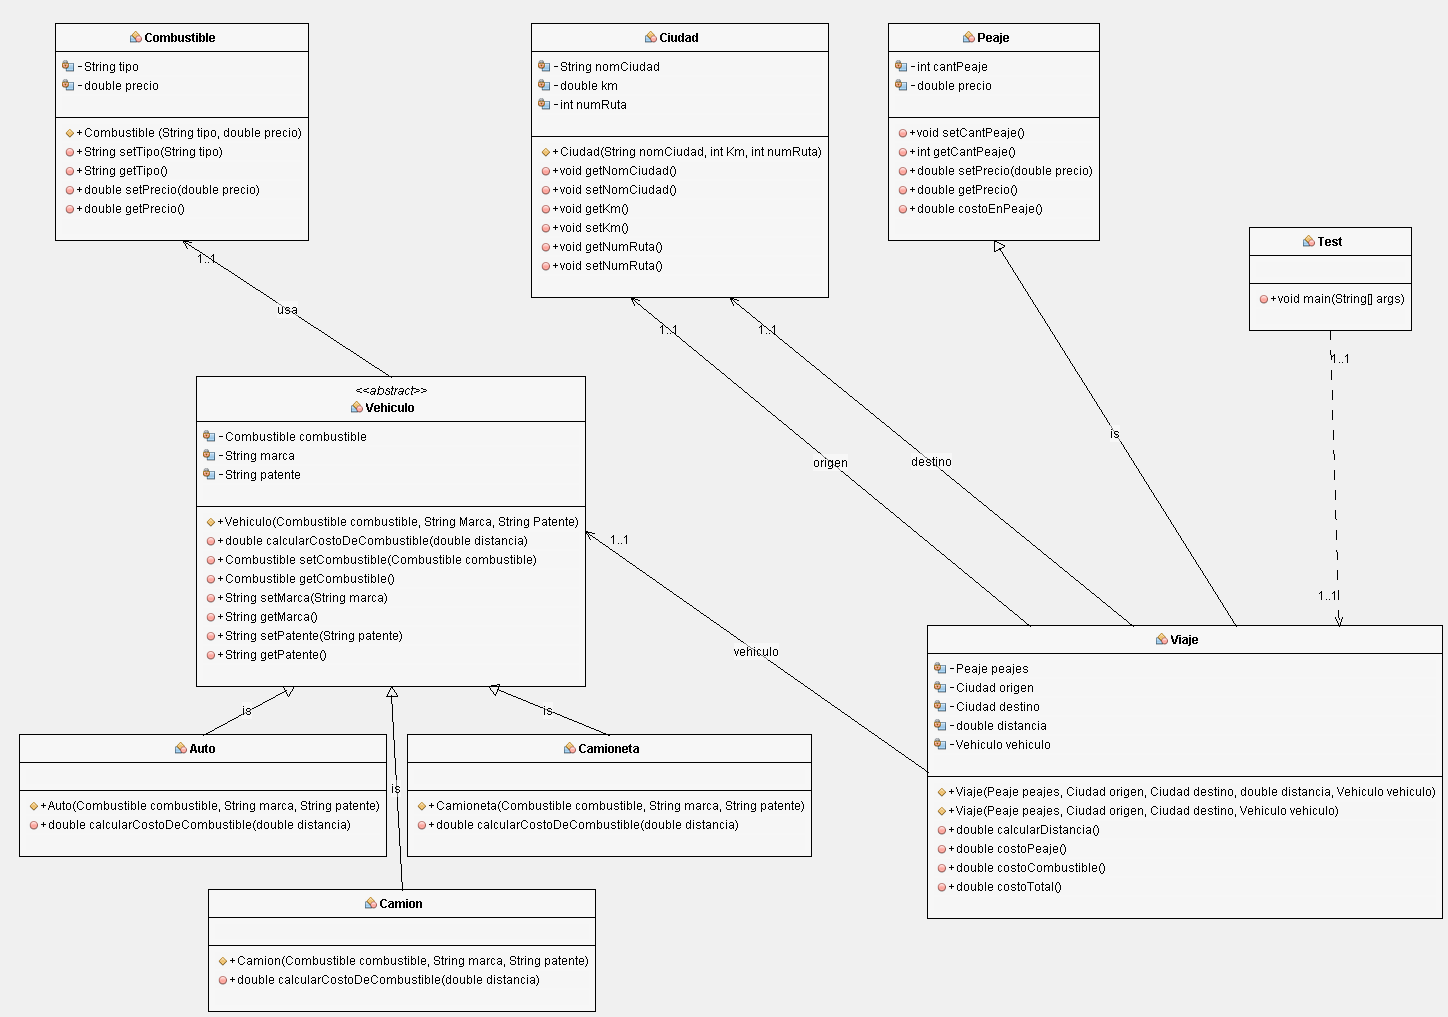 Combustible
-String tipo
-double precio
+Combustible (String tipo, double precio)
+String setTipo(String tipo)
+String getTipo()
+double setPrecio(double precio)
+double getPrecio()
Ciudad
-String nomCiudad
-double km
-int numRuta
+Ciudad(String nomCiudad, int Km, int numRuta)
+void getNomCiudad()
+void setNomCiudad()
+void getKm()
+void setKm()
+void getNumRuta()
+void setNumRuta()
Peaje
-int cantPeaje
-double precio
+void setCantPeaje()
+int getCantPeaje()
+double setPrecio(double precio)
+double getPrecio()
+double costoEnPeaje()
Test
+void main(String[] args)
1..1
usa
1..1
1..1
origen
destino
is
1..1
1..1
<<abstract>>
Vehiculo
-Combustible combustible
-String marca
-String patente
+Vehiculo(Combustible combustible, String Marca, String Patente)
+double calcularCostoDeCombustible(double distancia)
+Combustible setCombustible(Combustible combustible)
+Combustible getCombustible()
+String setMarca(String marca)
+String getMarca()
+String setPatente(String patente)
+String getPatente()
1..1
vehiculo
Viaje
-Peaje peajes
-Ciudad origen
-Ciudad destino
-double distancia
-Vehiculo vehiculo
+Viaje(Peaje peajes, Ciudad origen, Ciudad destino, double distancia, Vehiculo vehiculo)
+Viaje(Peaje peajes, Ciudad origen, Ciudad destino, Vehiculo vehiculo)
+double calcularDistancia()
+double costoPeaje()
+double costoCombustible()
+double costoTotal()
is
is
is
Auto
+Auto(Combustible combustible, String marca, String patente)
+double calcularCostoDeCombustible(double distancia)
Camioneta
+Camioneta(Combustible combustible, String marca, String patente)
+double calcularCostoDeCombustible(double distancia)
Camion
+Camion(Combustible combustible, String marca, String patente)
+double calcularCostoDeCombustible(double distancia)